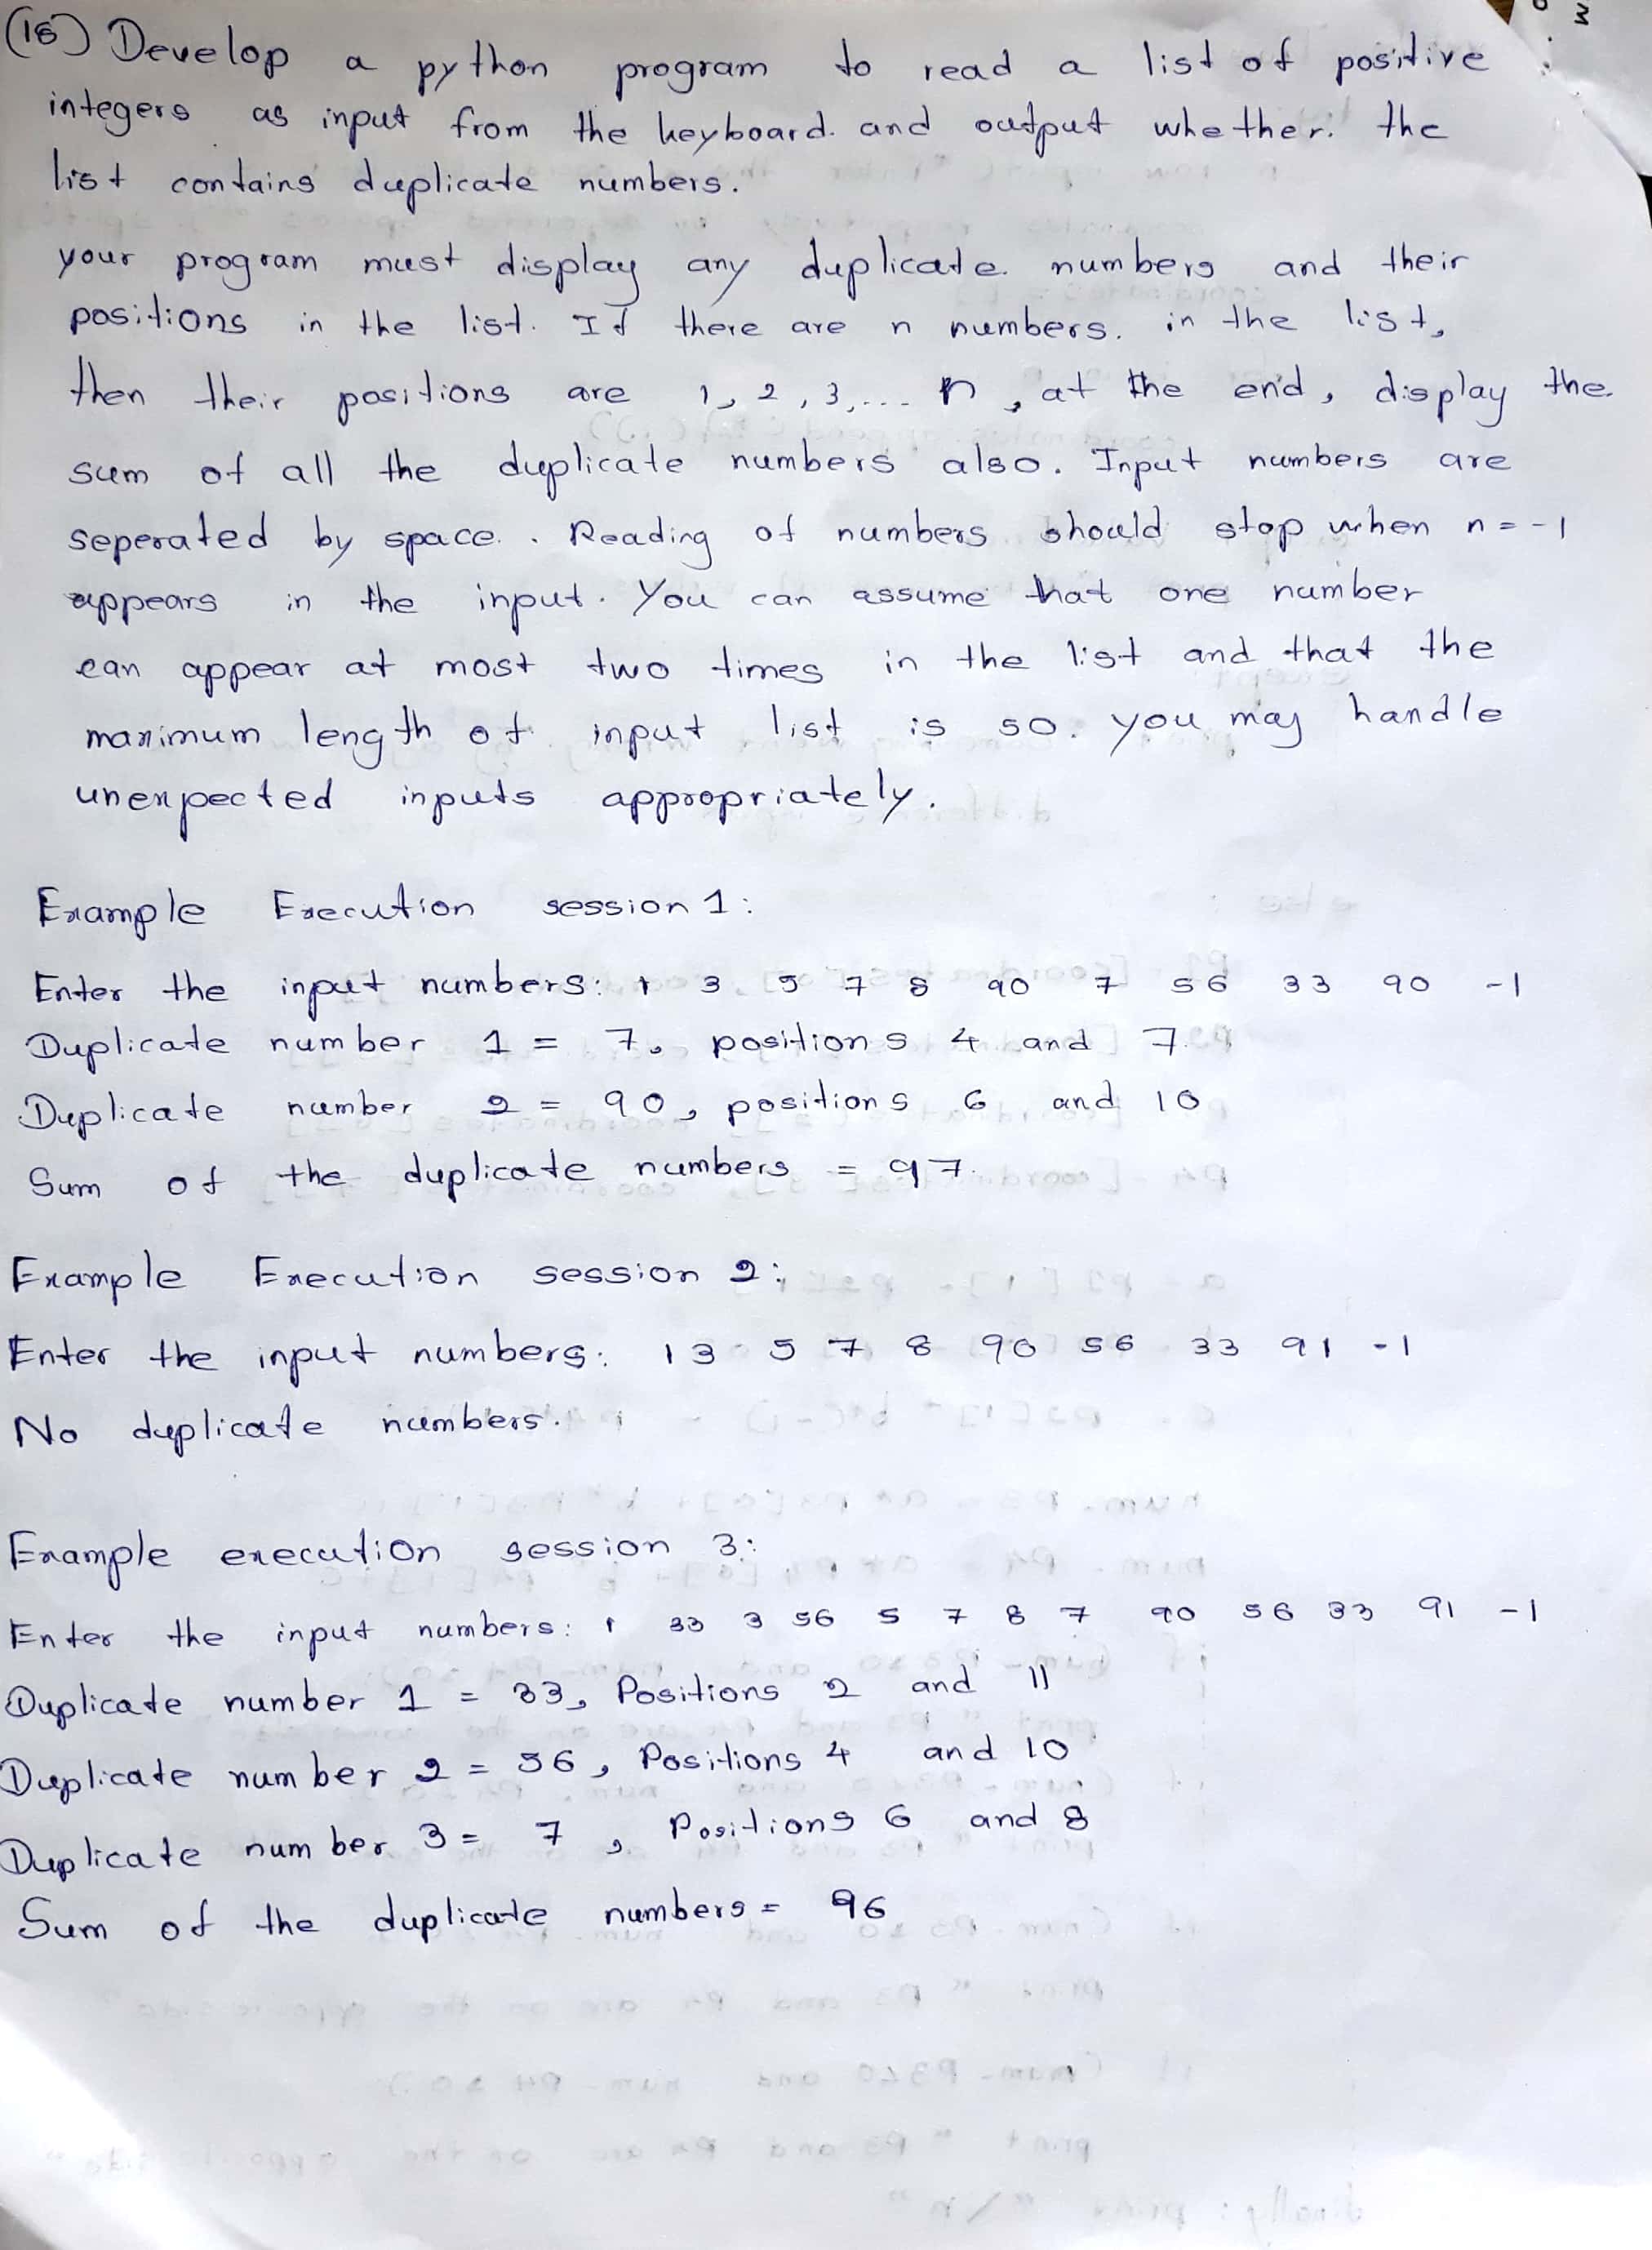 (16) Develop a python program to read a list of positive
integers as input from the keyboard. and output whether. the
list contains duplicate numbers.
your program must display any duplicate. numbers and their
positions in the list. If there are n numbers. in the list,
then their positions are 1, 2, 3,... n, at the end, display the.
sum of all the duplicate numbers also. Input numbers are
seperated by space. . Reading of numbers should stop when n = -1
appears in the input. You can assume that one number
can appear at most two times in the list and that the
maximum length of input list is 50. you may handle
unexpected inputs appropriately.
Example Execution session 1:
Enter the input numbers: 1 3 5 7 8 90 7 56 33 90 -1
Duplicate number 1 = 7, positions 4 and 7.
Duplicate number 2 = 90, positions 6 and 10
Sum of the duplicate numbers = 97.
Example Execution session 2:
Enter the input numbers: 1 3 5 7 8 90 56 33 91 -1
No duplicate numbers.
Example execution session 3:
Enter the input numbers: 1 33 3 56 5 7 8 7 90 56 33 91 -1
Duplicate number 1 = 33, Positions 2 and 11
Duplicate number 2 = 56, Positions 4 and 10
Duplicate number 3 = 7, Positions 6 and 8
Sum of the duplicate numbers = 96